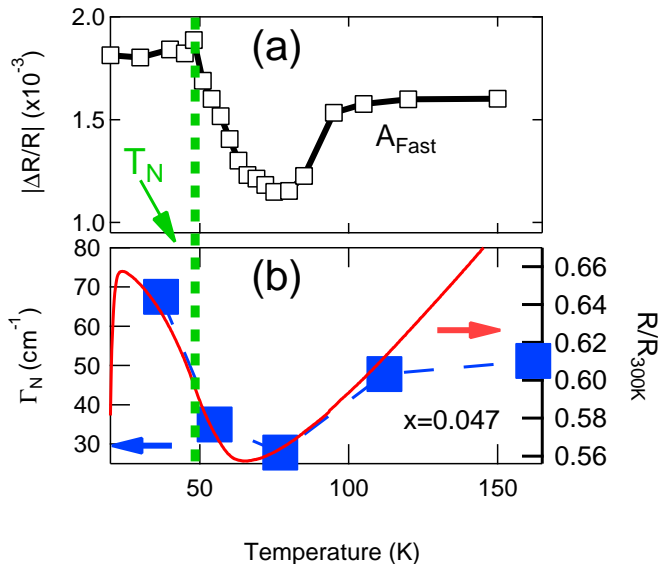 (a)
2.0
1.5
1.0
|ΔR/R| (x10⁻³)
A_Fast
T_N
(b)
80
70
60
50
40
30
Γ_N (cm⁻¹)
0.66
0.64
0.62
0.60
0.58
0.56
R/R_300K
x=0.047
50
100
150
Temperature (K)